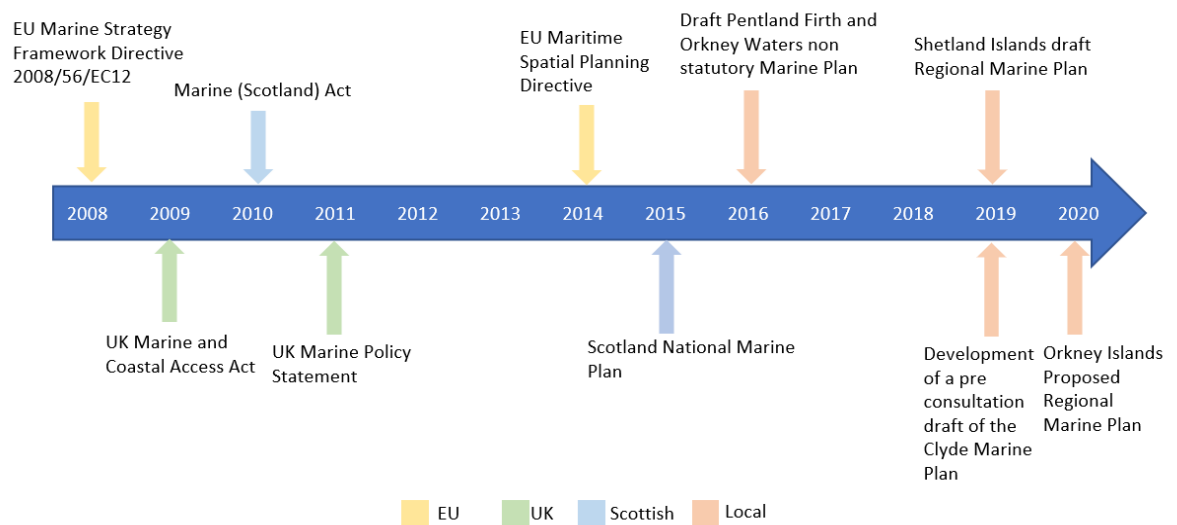 EU Marine Strategy
Framework Directive
2008/56/EC12
Marine (Scotland) Act
EU Maritime
Spatial Planning
Directive
Draft Pentland Firth and
Orkney Waters non
statutory Marine Plan
Shetland Islands draft
Regional Marine Plan
2008 2009 2010 2011 2012 2013 2014 2015 2016 2017 2018 2019 2020
UK Marine and
Coastal Access Act
UK Marine Policy
Statement
Scotland National Marine
Plan
Development
of a pre
consultation
draft of the
Clyde Marine
Plan
Orkney Islands
Proposed
Regional
Marine Plan
EU UK Scottish Local